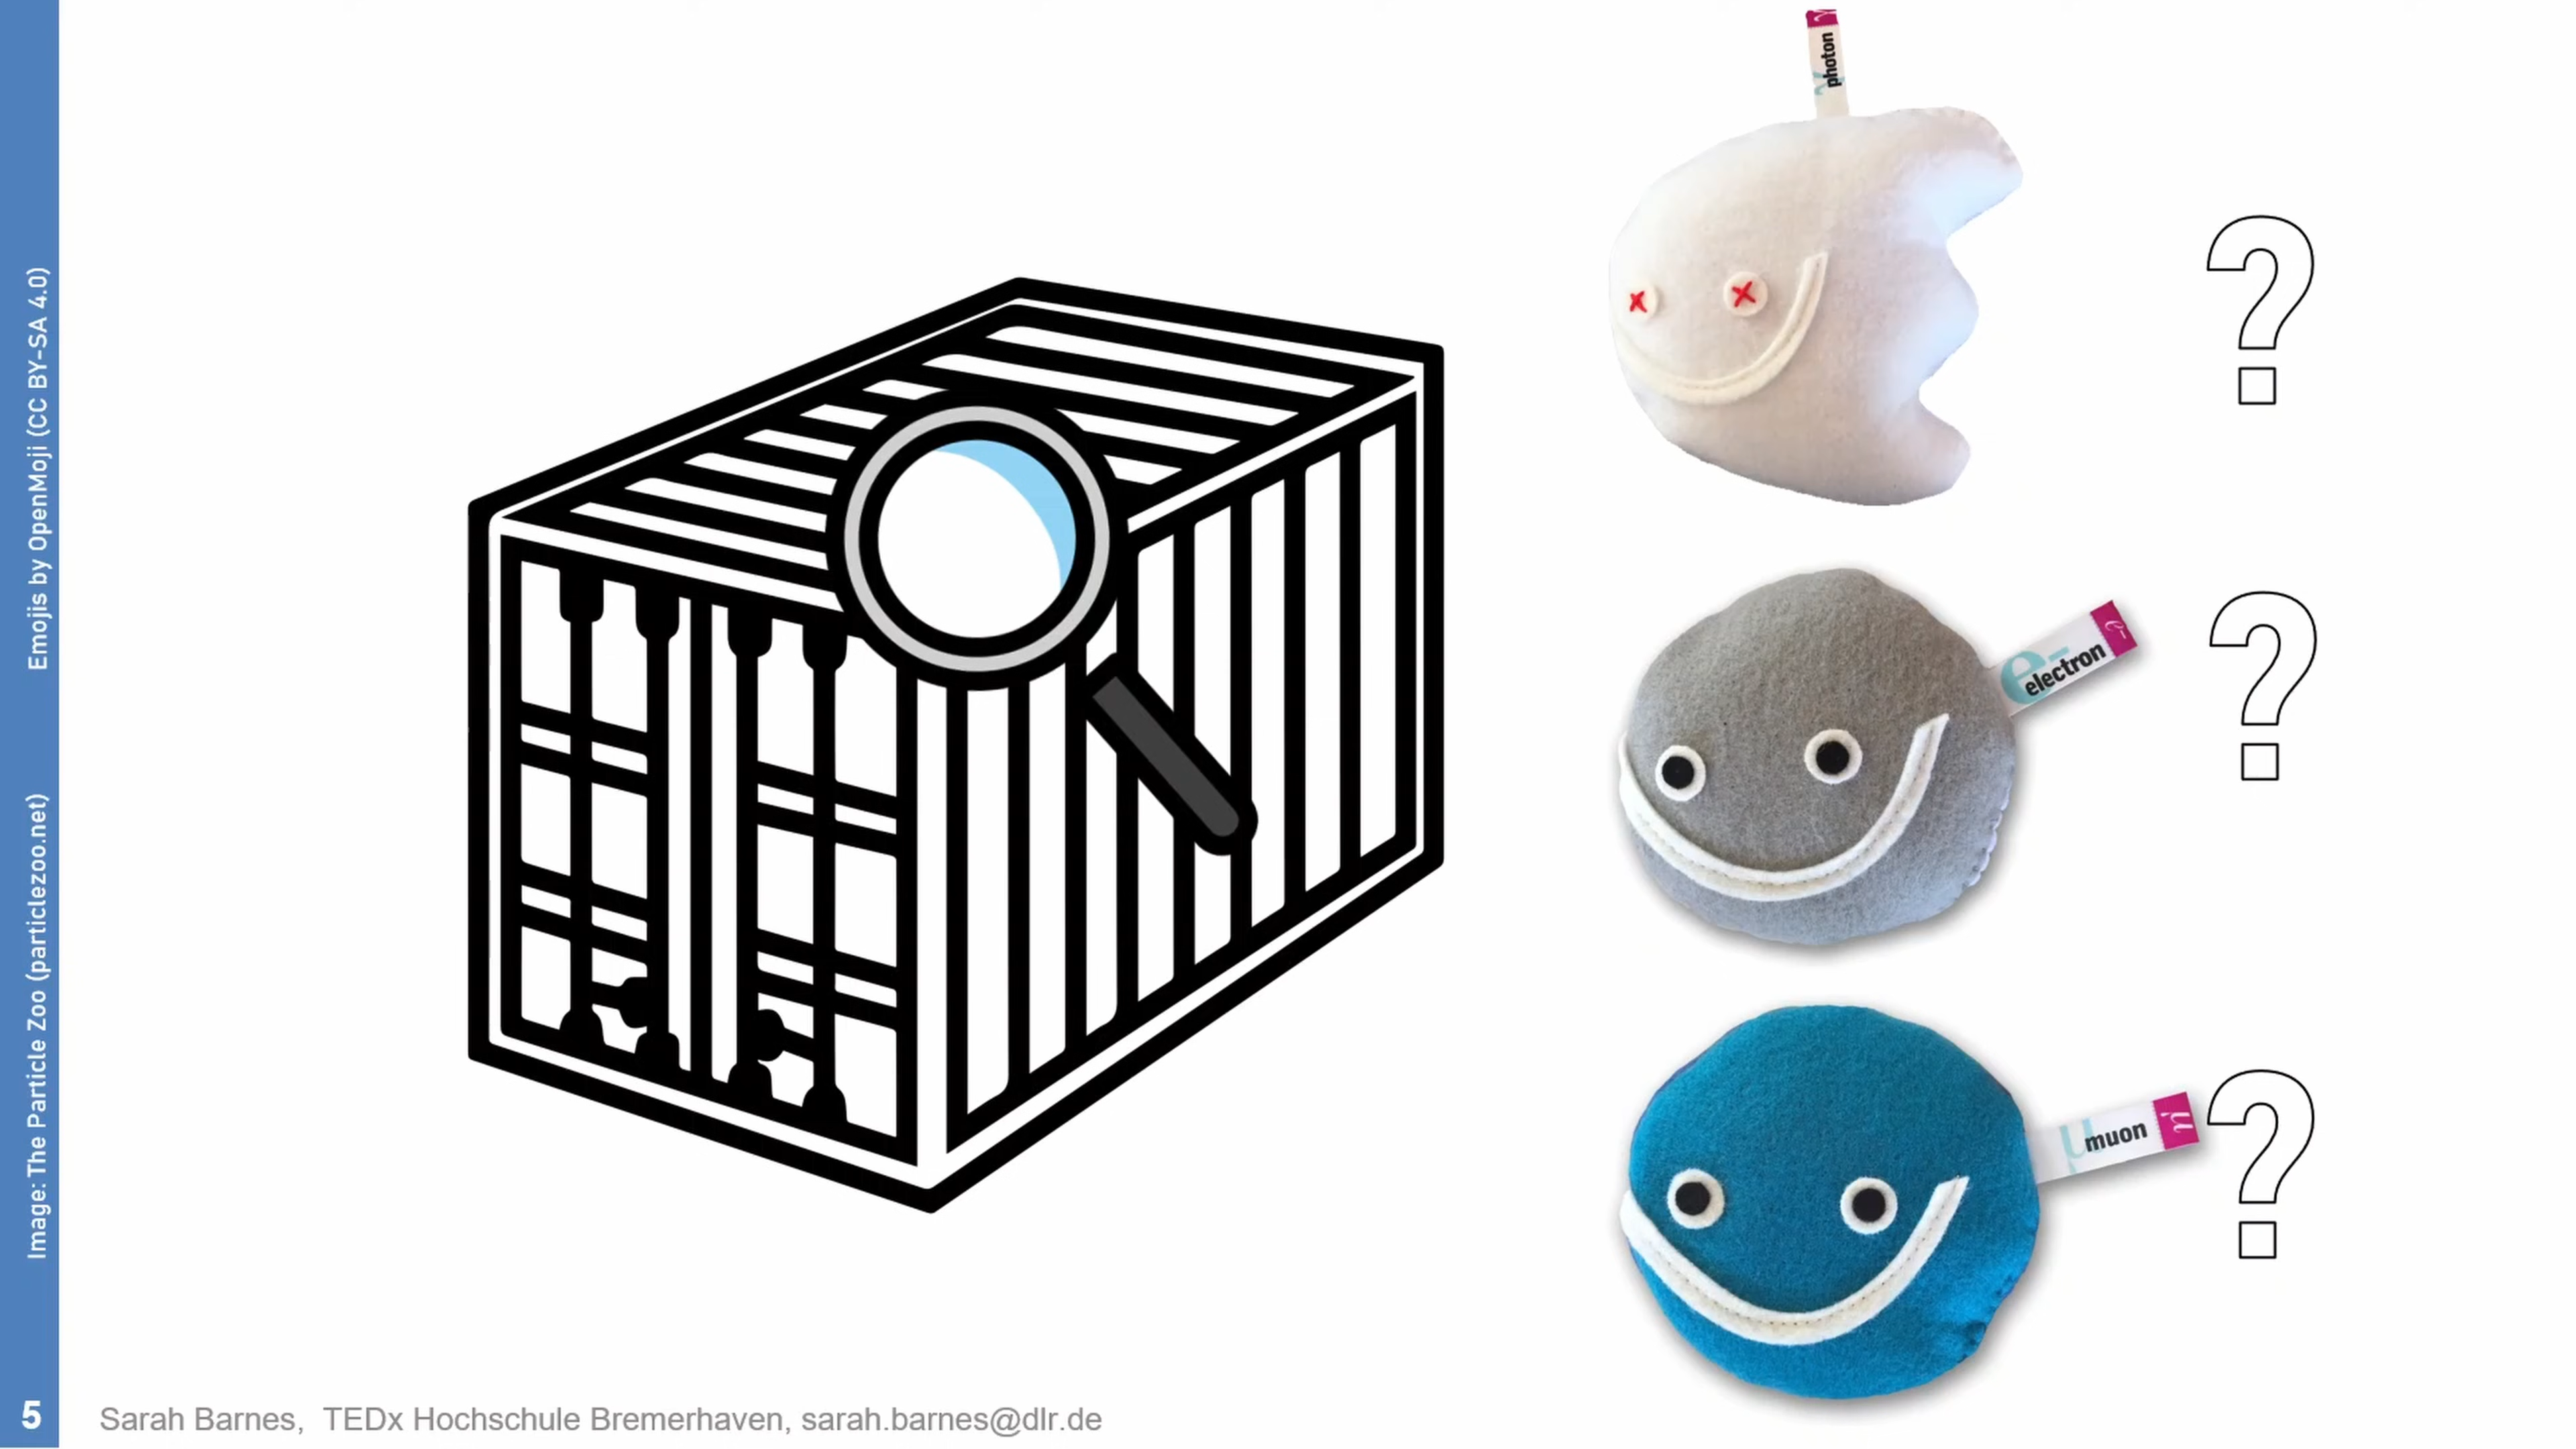 Emojis by OpenMoji (CC BY-SA 4.0)
Image: The Particle Zoo (particlezoo.net)
photon
?
e-
electron
e-
?
μ
muon
μ
?
5
Sarah Barnes, TEDx Hochschule Bremerhaven, sarah.barnes@dlr.de